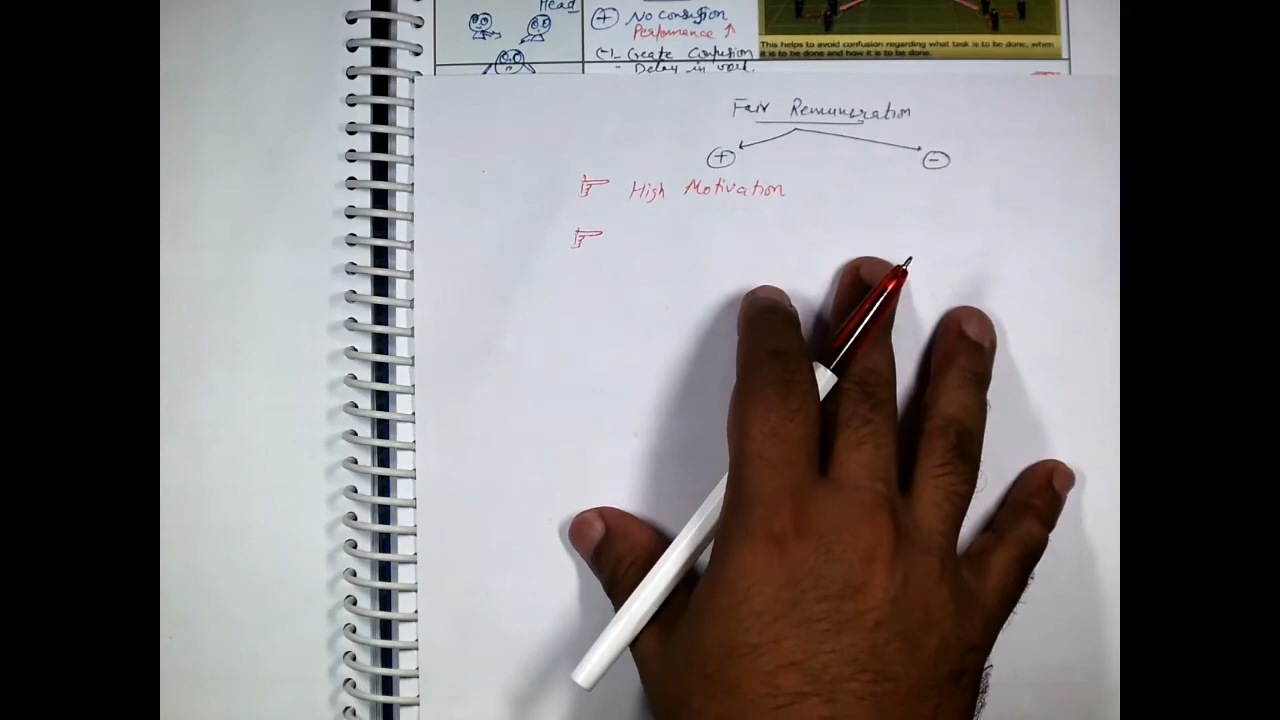 Head
+ No confusion
Performance ↑
(-) - Create Confusion
- Delay in work.
This helps to avoid confusion regarding what task is to be done, when
it is to be done and how it is to be done.
Fair Remuneration
+ -
High Motivation